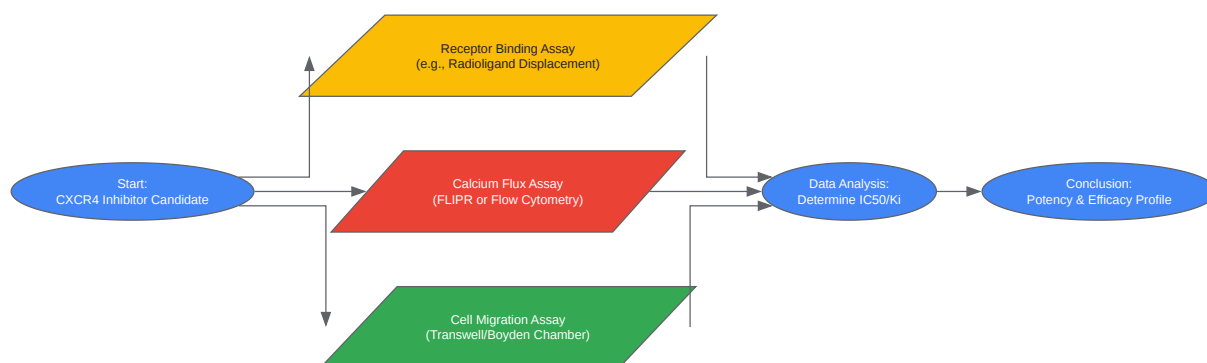 Receptor Binding Assay
(e.g., Radioligand Displacement)
Start:
CXCR4 Inhibitor Candidate
Calcium Flux Assay
(FLIPR or Flow Cytometry)
Data Analysis:
Determine IC50/Ki
Conclusion:
Potency & Efficacy Profile
Cell Migration Assay
(Transwell/Boyden Chamber)